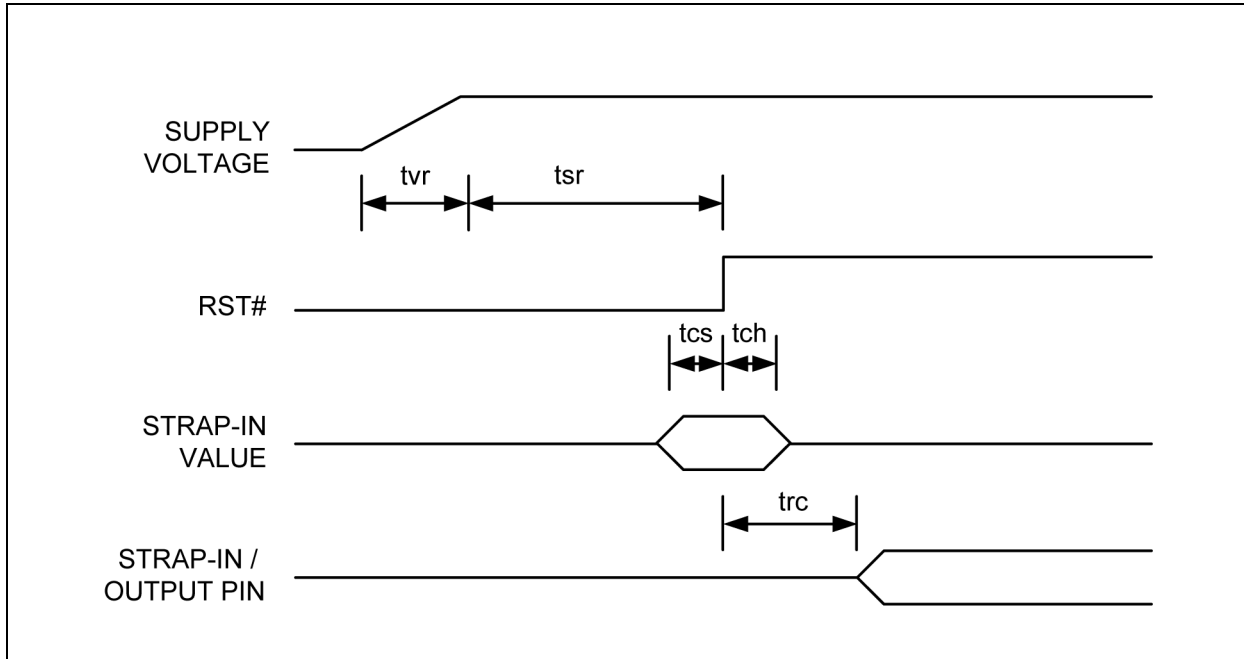 SUPPLY
VOLTAGE
tvr
tsr
RST#
tcs
tch
STRAP-IN
VALUE
trc
STRAP-IN /
OUTPUT PIN